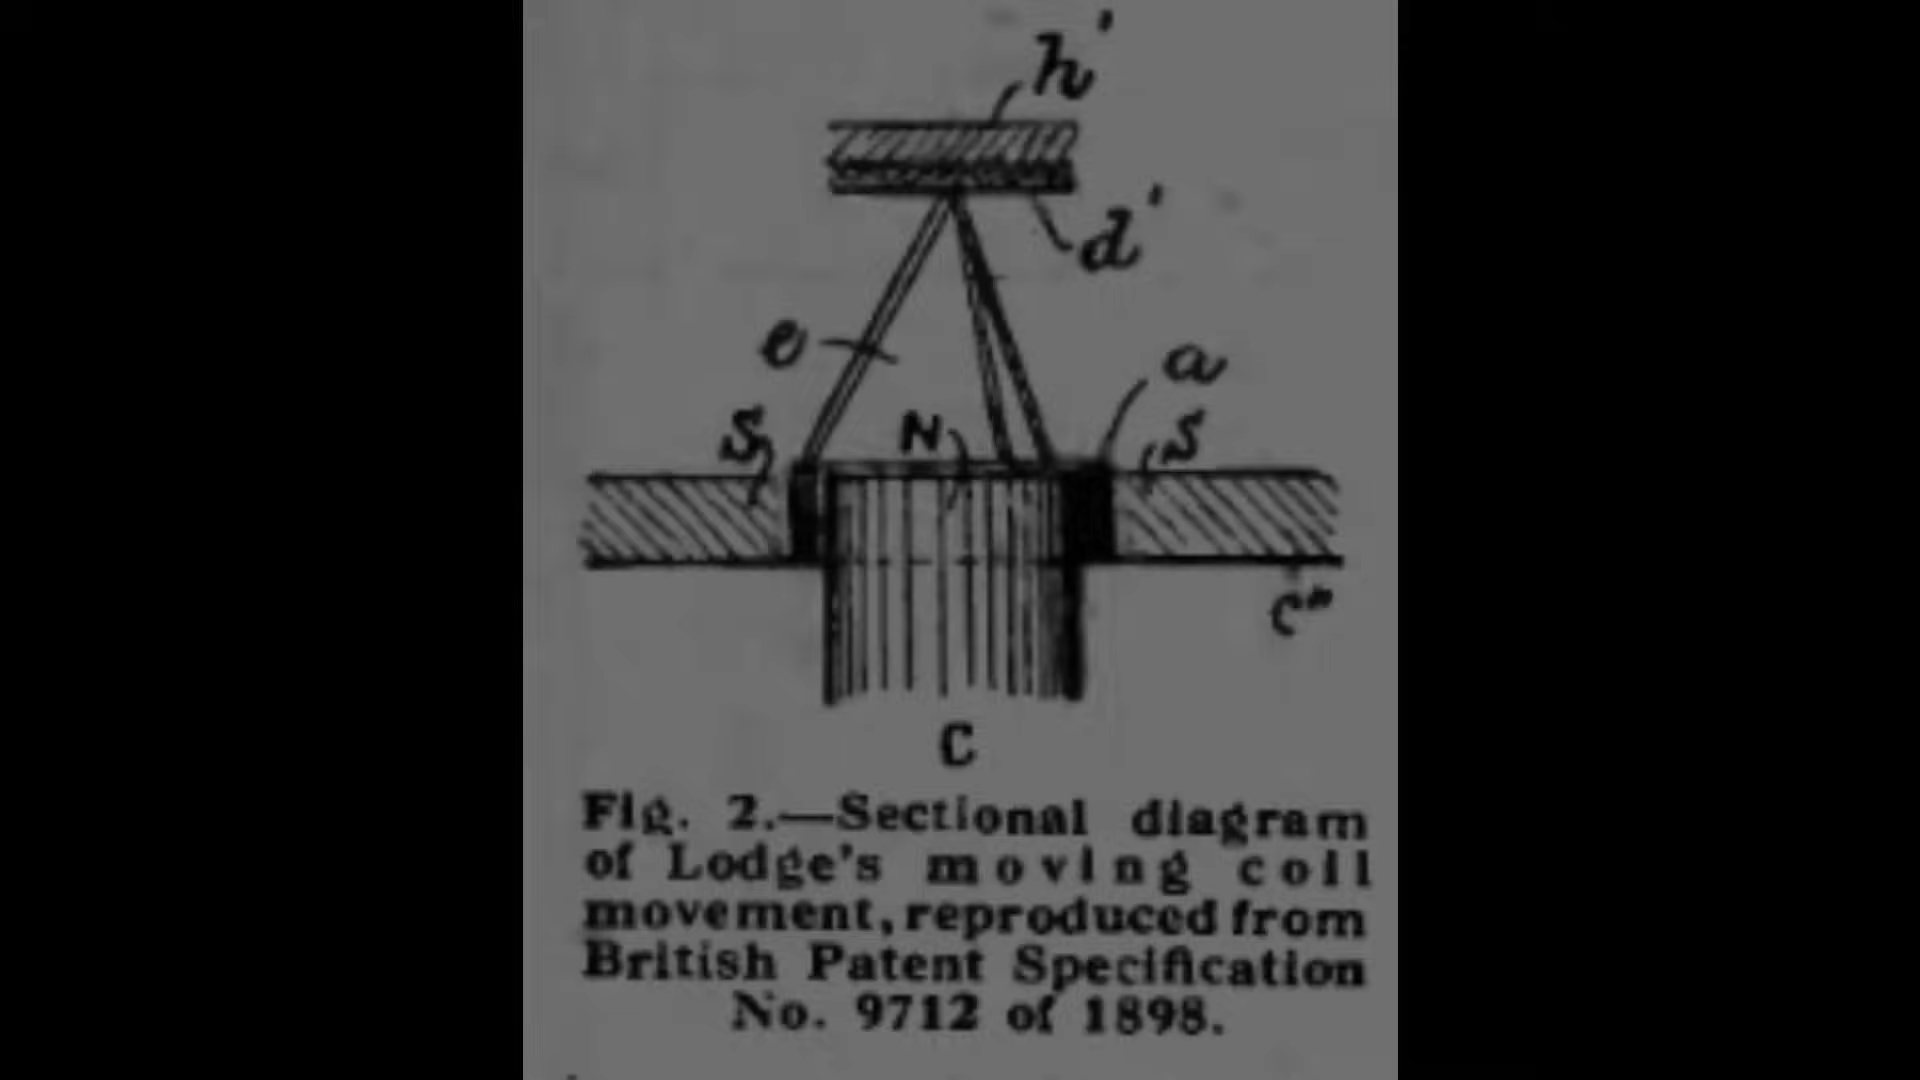 h'
d'
e
a
S
N
S
C"
C
Fig. 2.—Sectional diagram
of Lodge's moving coil
movement, reproduced from
British Patent Specification
No. 9712 of 1898.